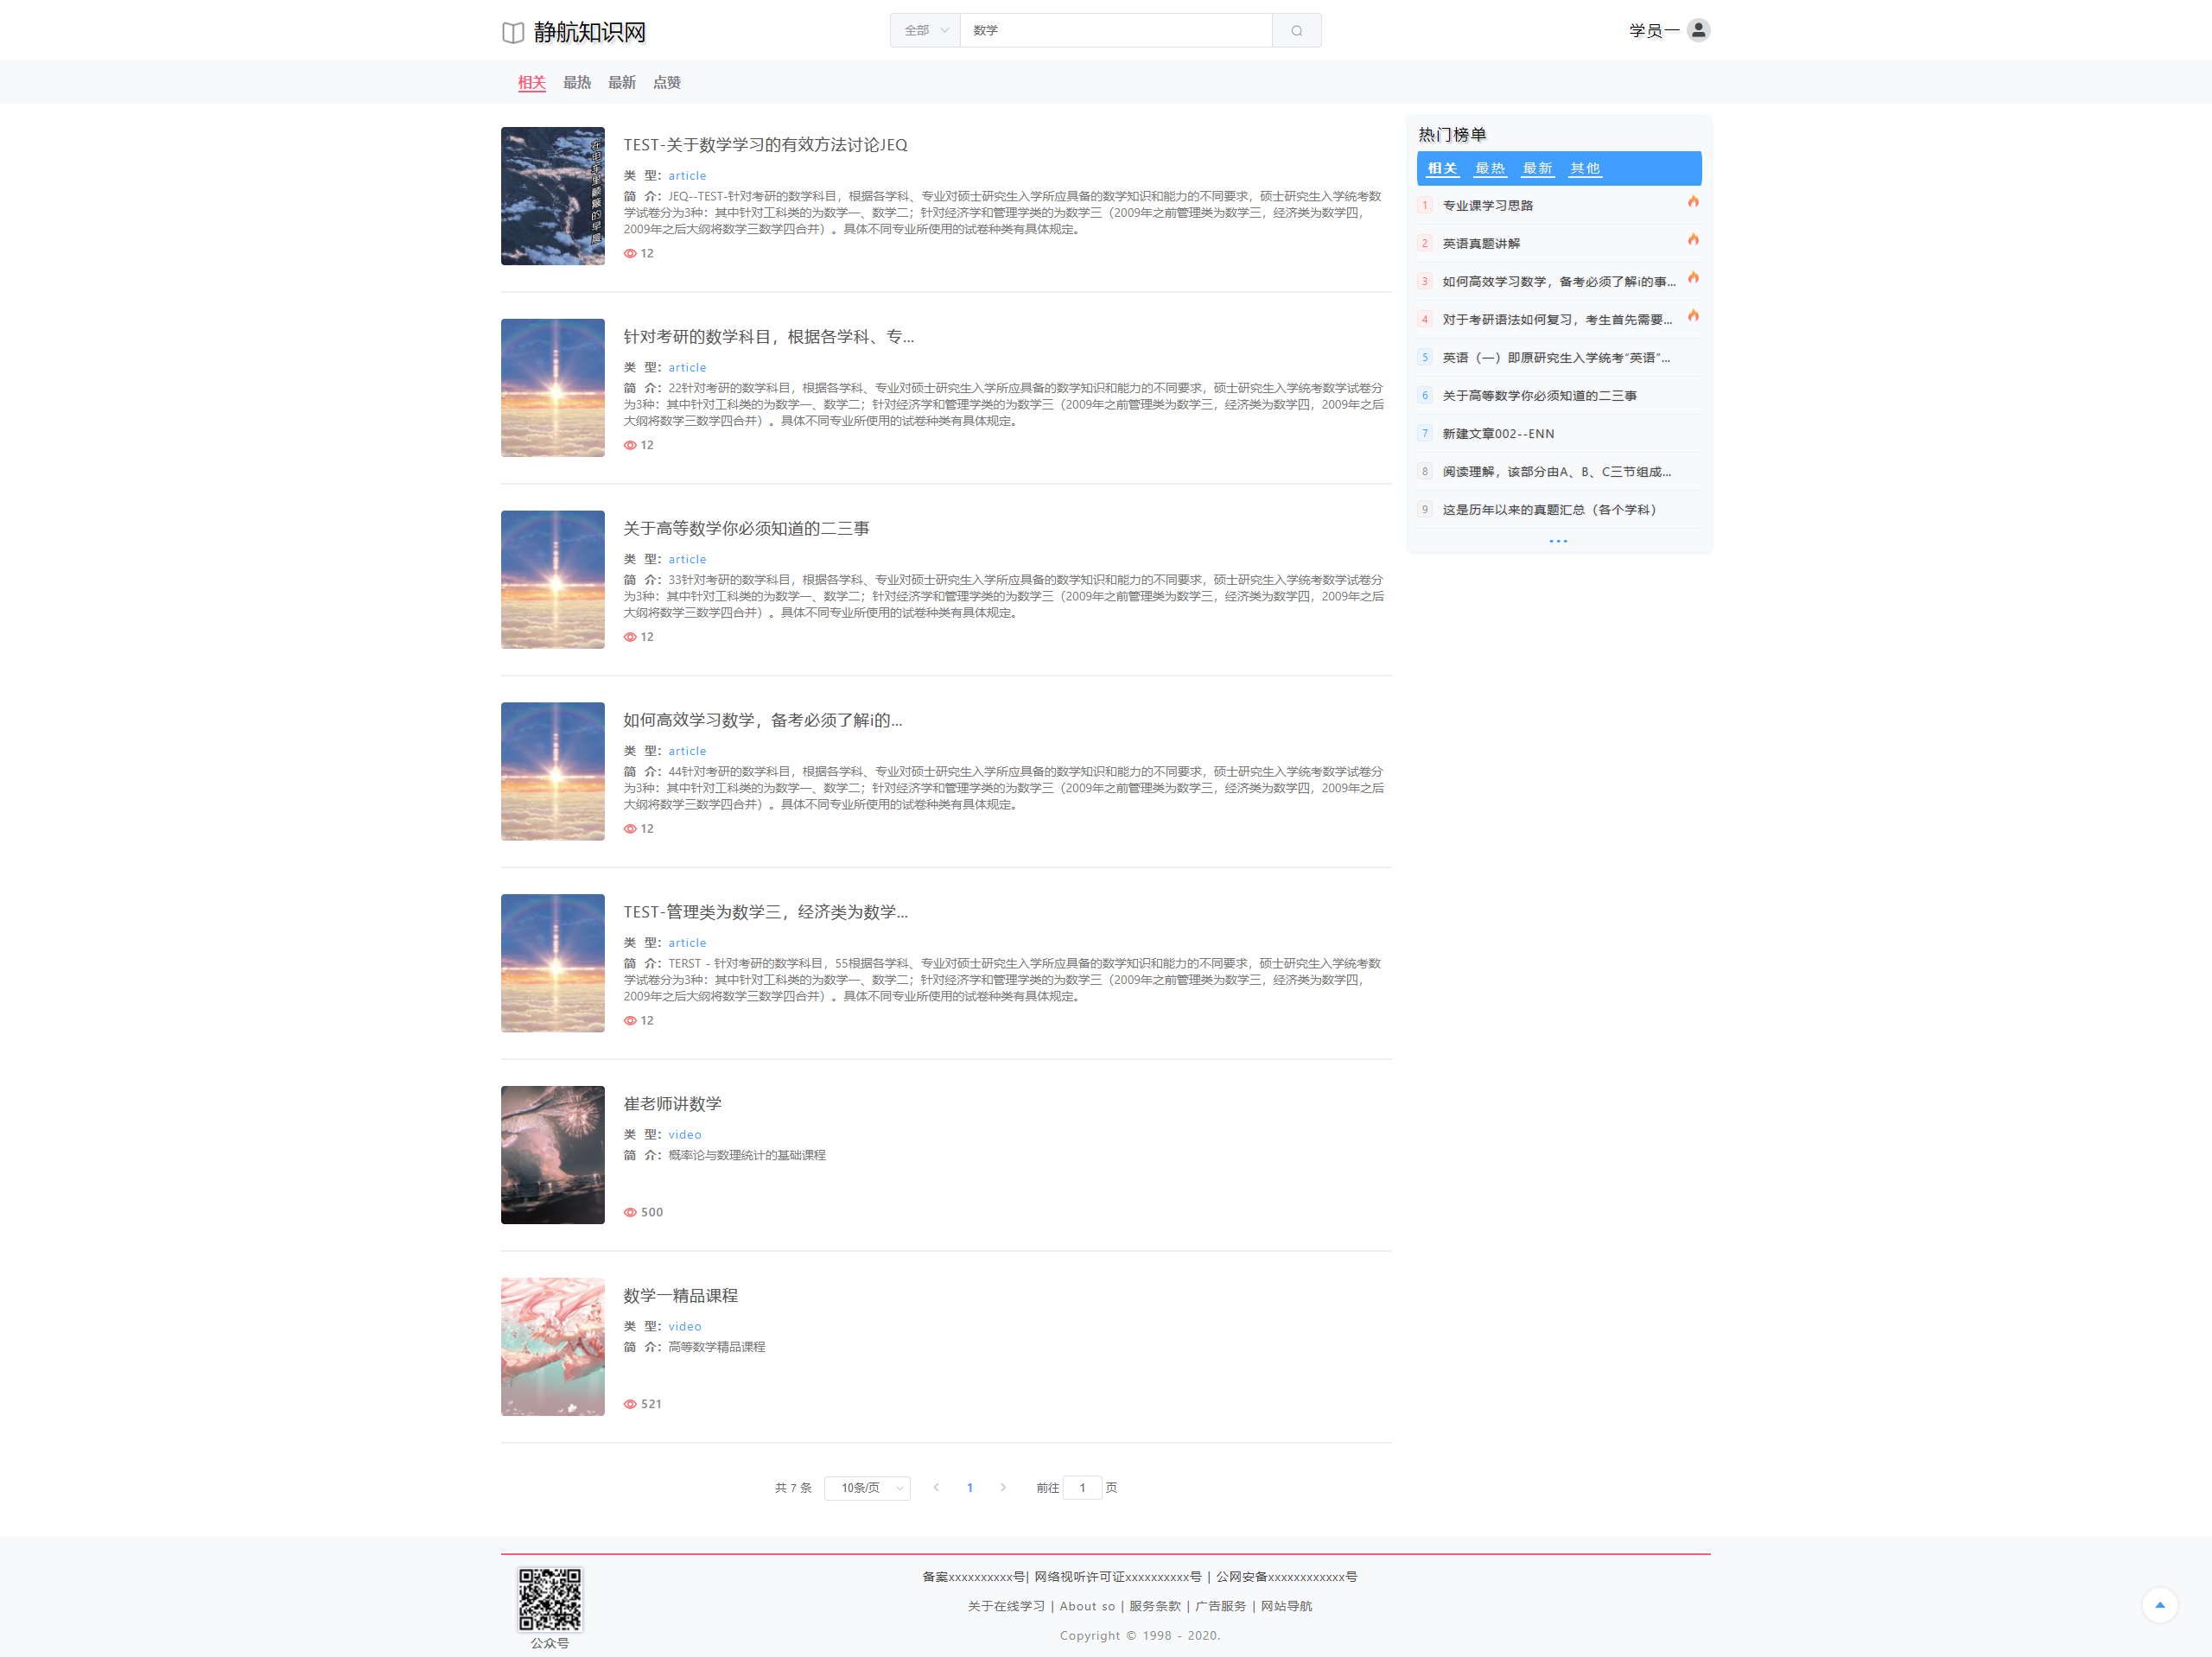 静航知识网
全部 数学
学员一
相关 最热 最新 点赞
在电车里颠簸的早晨
TEST-关于数学学习的有效方法讨论JEQ
类 型：article
简 介：JEQ--TEST-针对考研的数学科目，根据各学科、专业对硕士研究生入学所应具备的数学知识和能力的不同要求，硕士研究生入学统考数
学试卷分为3种：其中针对工科类的为数学一、数学二；针对经济学和管理学类的为数学三（2009年之前管理类为数学三，经济类为数学四，
2009年之后大纲将数学三数学四合并）。具体不同专业所使用的试卷种类有具体规定。
12
针对考研的数学科目，根据各学科、专...
类 型：article
简 介：22针对考研的数学科目，根据各学科、专业对硕士研究生入学所应具备的数学知识和能力的不同要求，硕士研究生入学统考数学试卷分
为3种：其中针对工科类的为数学一、数学二；针对经济学和管理学类的为数学三（2009年之前管理类为数学三，经济类为数学四，2009年之后
大纲将数学三数学四合并）。具体不同专业所使用的试卷种类有具体规定。
12
关于高等数学你必须知道的二三事
类 型：article
简 介：33针对考研的数学科目，根据各学科、专业对硕士研究生入学所应具备的数学知识和能力的不同要求，硕士研究生入学统考数学试卷分
为3种：其中针对工科类的为数学一、数学二；针对经济学和管理学类的为数学三（2009年之前管理类为数学三，经济类为数学四，2009年之后
大纲将数学三数学四合并）。具体不同专业所使用的试卷种类有具体规定。
12
如何高效学习数学，备考必须了解i的...
类 型：article
简 介：44针对考研的数学科目，根据各学科、专业对硕士研究生入学所应具备的数学知识和能力的不同要求，硕士研究生入学统考数学试卷分
为3种：其中针对工科类的为数学一、数学二；针对经济学和管理学类的为数学三（2009年之前管理类为数学三，经济类为数学四，2009年之后
大纲将数学三数学四合并）。具体不同专业所使用的试卷种类有具体规定。
12
TEST-管理类为数学三，经济类为数学...
类 型：article
简 介：TERST - 针对考研的数学科目，55根据各学科、专业对硕士研究生入学所应具备的数学知识和能力的不同要求，硕士研究生入学统考数
学试卷分为3种：其中针对工科类的为数学一、数学二；针对经济学和管理学类的为数学三（2009年之前管理类为数学三，经济类为数学四，
2009年之后大纲将数学三数学四合并）。具体不同专业所使用的试卷种类有具体规定。
12
崔老师讲数学
类 型：video
简 介：概率论与数理统计的基础课程
500
数学一精品课程
类 型：video
简 介：高等数学精品课程
521
共 7 条 10条/页 1 前往 1 页
热门榜单
相关 最热 最新 其他
1 专业课学习思路
2 英语真题讲解
3 如何高效学习数学，备考必须了解i的事...
4 对于考研语法如何复习，考生首先需要...
5 英语（一）即原研究生入学统考“英语”...
6 关于高等数学你必须知道的二三事
7 新建文章002--ENN
8 阅读理解，该部分由A、B、C三节组成...
9 这是历年以来的真题汇总（各个学科）
...
公众号
备案xxxxxxxxxx号| 网络视听许可证xxxxxxxxxx号 | 公网安备xxxxxxxxxxxx号
关于在线学习 | About so | 服务条款 | 广告服务 | 网站导航
Copyright © 1998 - 2020.